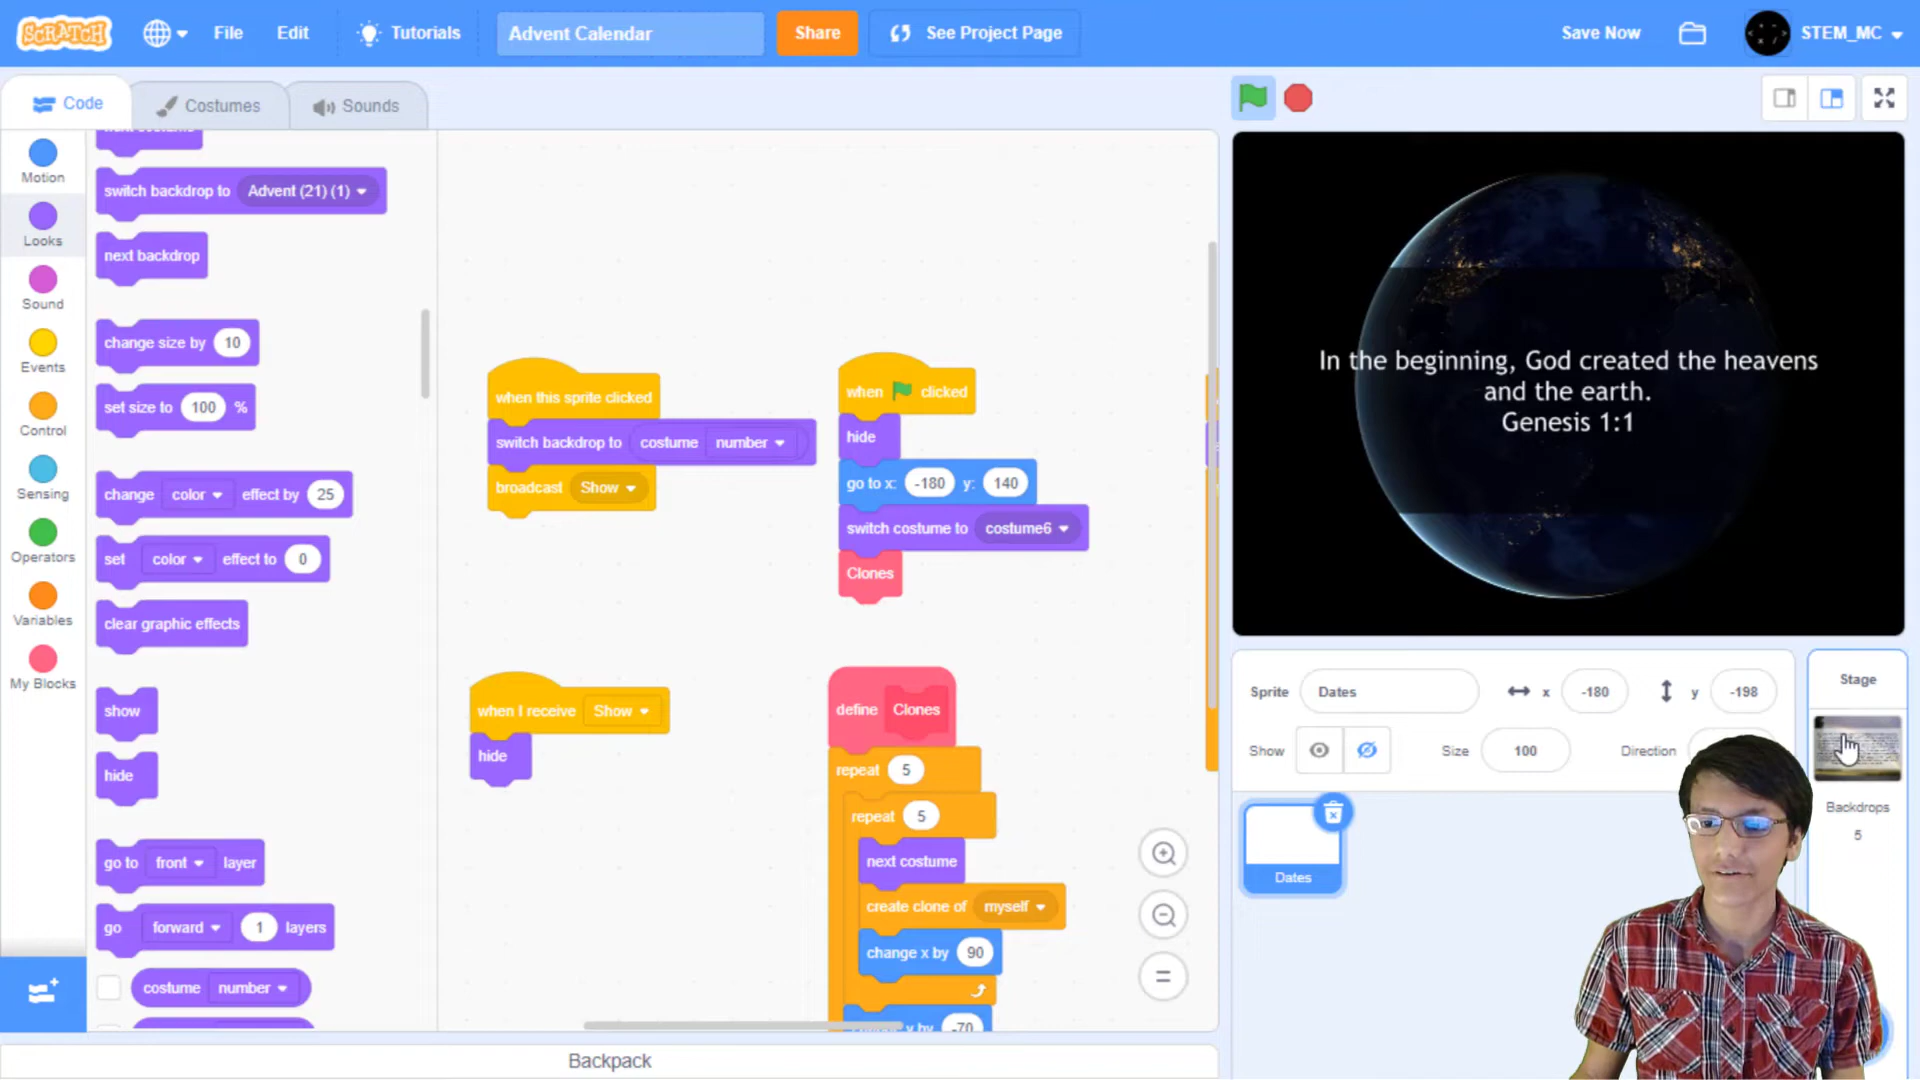 SCRATCH File Edit Tutorials Advent Calendar Share See Project Page Save Now STEM_MC
Code Costumes Sounds
Motion
Looks
Sound
Events
Control
Sensing
Operators
Variables
My Blocks
switch backdrop to Advent (21) (1)
next backdrop
change size by 10
set size to 100 %
change color effect by 25
set color effect to 0
clear graphic effects
show
hide
go to front layer
go forward 1 layers
costume number
when this sprite clicked
switch backdrop to costume number
broadcast Show
when I receive Show
hide
when clicked
hide
go to x: -180 y: 140
switch costume to costume6
Clones
define Clones
repeat 5
repeat 5
next costume
create clone of myself
change x by 90
y by -70
In the beginning, God created the heavens
and the earth.
Genesis 1:1
Sprite Dates x -180 y -198
Show Size 100 Direction
Dates
Stage
Backdrops
5
Backpack